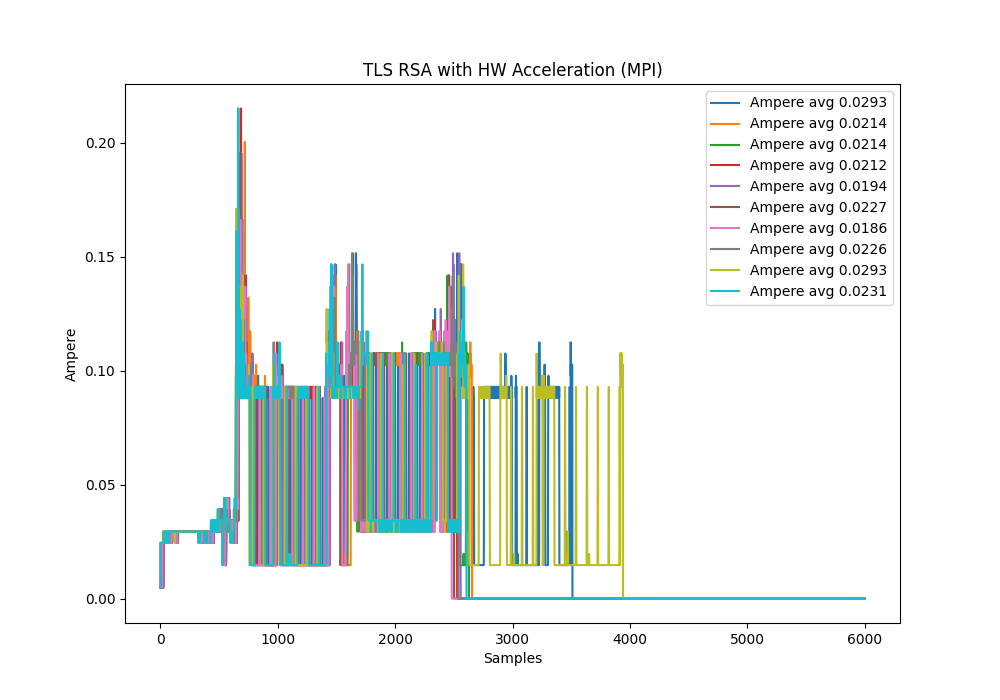 TLS RSA with HW Acceleration (MPI)
Ampere avg 0.0293
Ampere avg 0.0214
Ampere avg 0.0214
Ampere avg 0.0212
Ampere avg 0.0194
Ampere avg 0.0227
Ampere avg 0.0186
Ampere avg 0.0226
Ampere avg 0.0293
Ampere avg 0.0231
Ampere
0.20
0.15
0.10
0.05
0.00
0 1000 2000 3000 4000 5000 6000
Samples